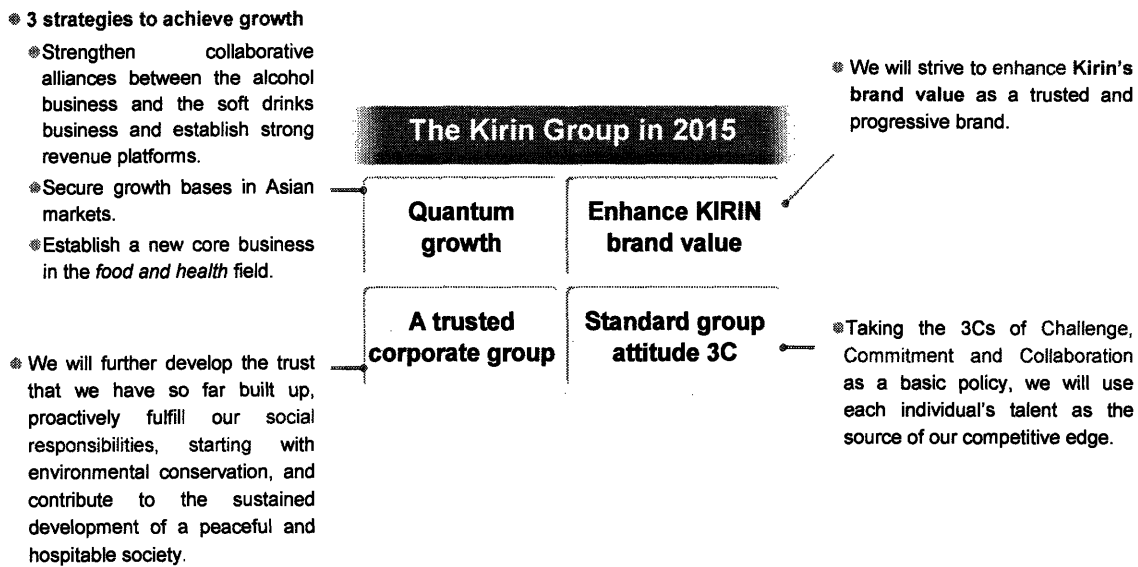 3 strategies to achieve growth
Strengthen collaborative
alliances between the alcohol
business and the soft drinks
business and establish strong
revenue platforms.
Secure growth bases in Asian
markets.
Establish a new core business
in the food and health field.
We will further develop the trust
that we have so far built up,
proactively fulfill our social
responsibilities, starting with
environmental conservation, and
contribute to the sustained
development of a peaceful and
hospitable society.
The Kirin Group in 2015
Quantum
growth
Enhance KIRIN
brand value
A trusted
corporate group
Standard group
attitude 3C
We will strive to enhance Kirin's
brand value as a trusted and
progressive brand.
Taking the 3Cs of Challenge,
Commitment and Collaboration
as a basic policy, we will use
each individual's talent as the
source of our competitive edge.